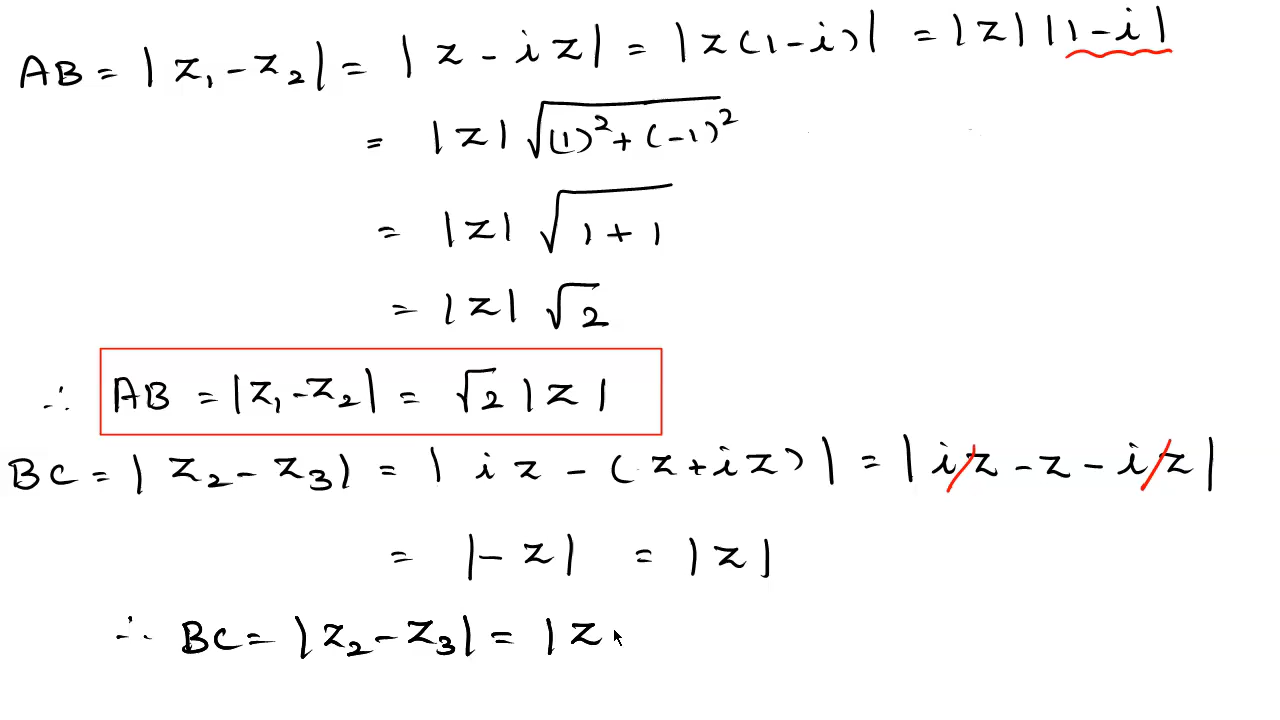 AB = |z₁ - z₂| = |z - iz| = |z(1-i)| = |z| |1-i|
= |z| √(1)² + (-1)²
= |z| √1 + 1
= |z| √2
∴ AB = |z₁ - z₂| = √2 |z|
BC = |z₂ - z₃| = |iz - (z + iz)| = |iz - z - iz|
= |-z| = |z|
∴ BC = |z₂ - z₃| = |z